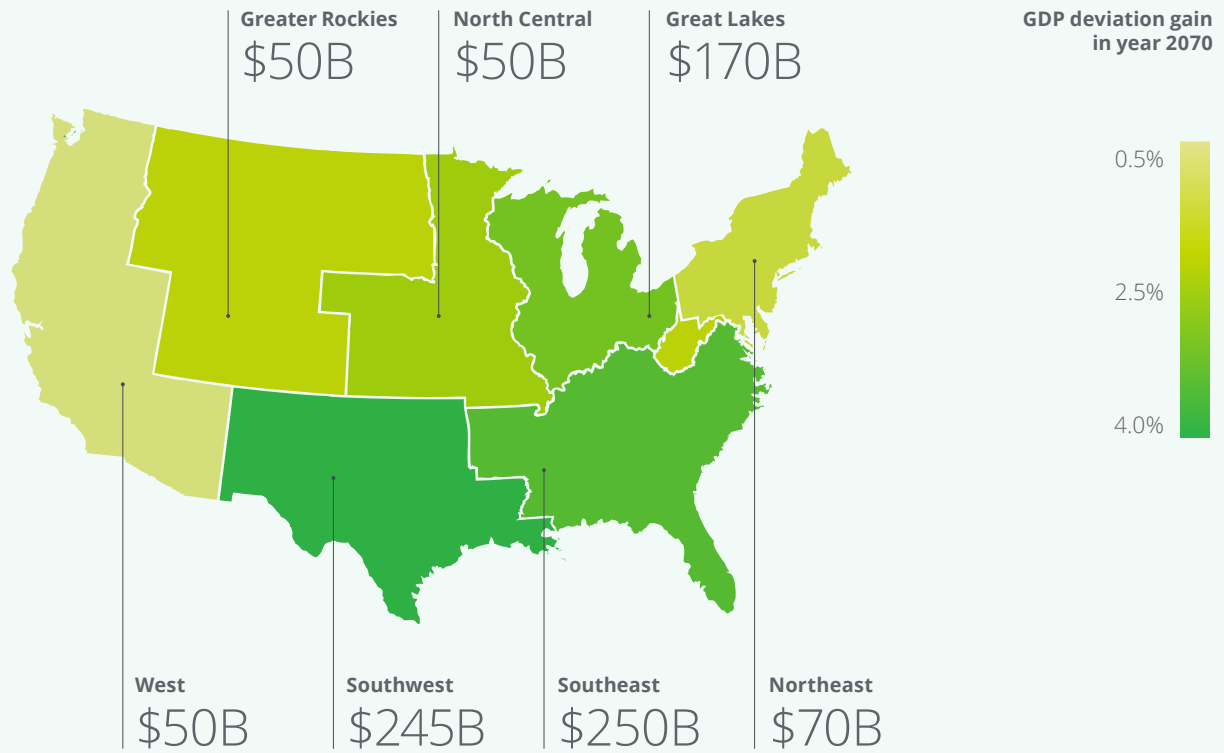 Greater Rockies
$50B
North Central
$50B
Great Lakes
$170B
GDP deviation gain
in year 2070
0.5%
2.5%
4.0%
West
$50B
Southwest
$245B
Southeast
$250B
Northeast
$70B